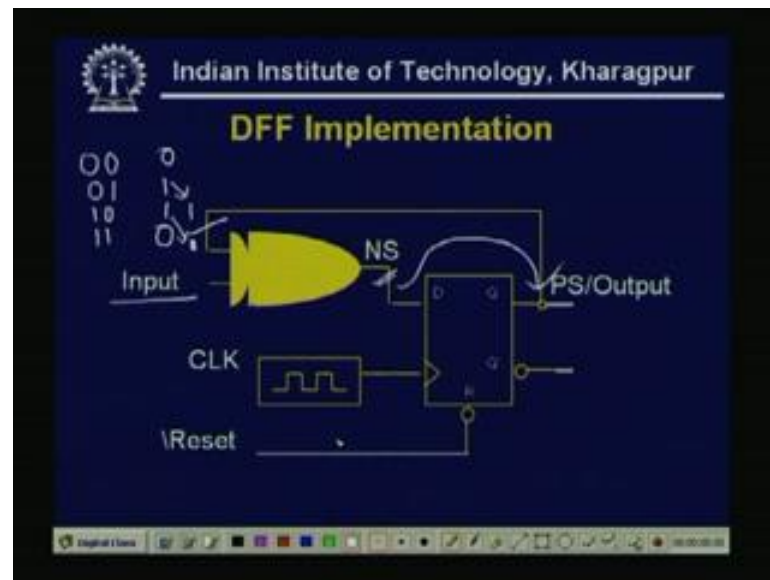 Indian Institute of Technology, Kharagpur
DFF Implementation
00 0
01 1
10 1 1
11 0
NS
Input
PS/Output
D Q
CLK
Q'
R
\Reset